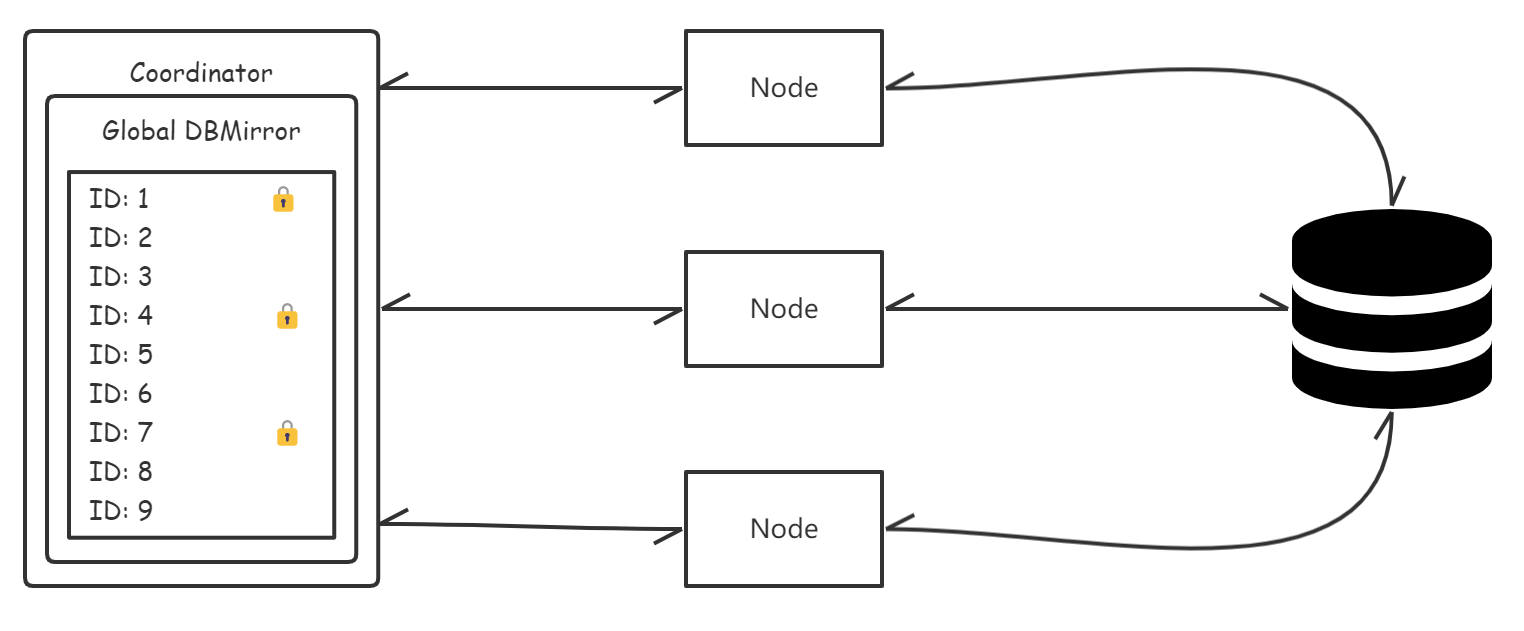 Coordinator
Global DBMirror
ID: 1
ID: 2
ID: 3
ID: 4
ID: 5
ID: 6
ID: 7
ID: 8
ID: 9
Node
Node
Node